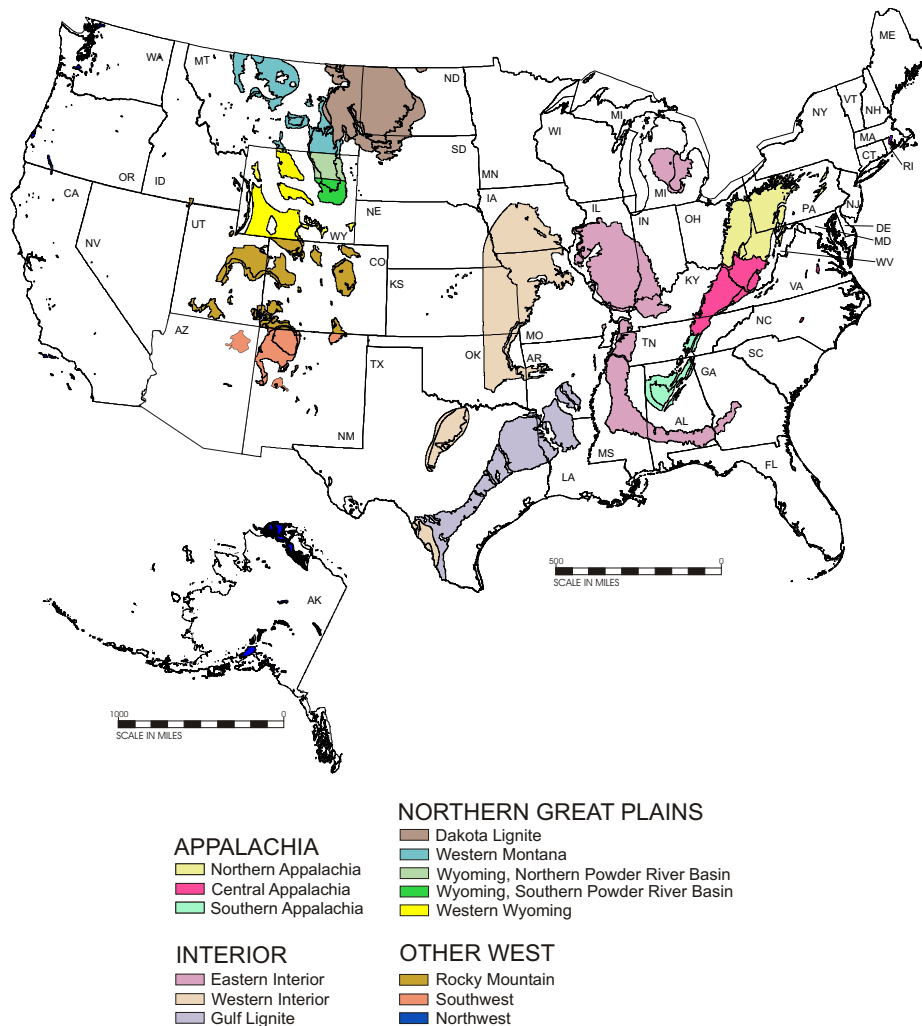 WA
MT
ND
ME
VT
NH
NY
MA
CT
RI
WI
MI
SD
MN
OR
ID
CA
NV
UT
WY
NE
IA
IL
IN
OH
MI
PA
NJ
DE
MD
WV
CO
KS
MO
KY
VA
AZ
NM
TX
OK
AR
TN
NC
SC
GA
AL
MS
LA
FL
500 0
SCALE IN MILES
AK
1000 0
SCALE IN MILES
APPALACHIA
Northern Appalachia
Central Appalachia
Southern Appalachia
INTERIOR
Eastern Interior
Western Interior
Gulf Lignite
NORTHERN GREAT PLAINS
Dakota Lignite
Western Montana
Wyoming, Northern Powder River Basin
Wyoming, Southern Powder River Basin
Western Wyoming
OTHER WEST
Rocky Mountain
Southwest
Northwest